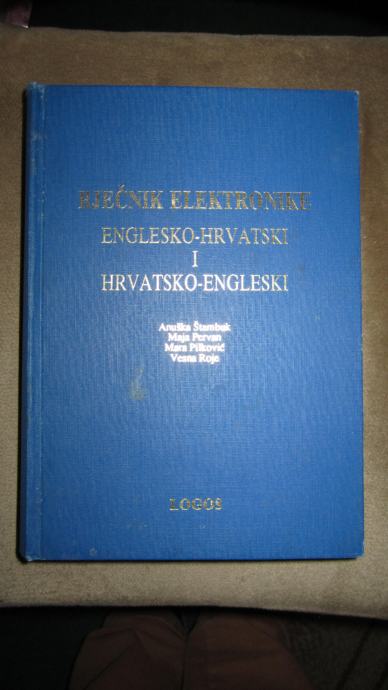 RJEČNIK ELEKTRONIKE
ENGLESKO-HRVATSKI
I
HRVATSKO-ENGLESKI
Anuška Štambuk
Maja Pervan
Mara Pilković
Vesna Roje
LOGOS